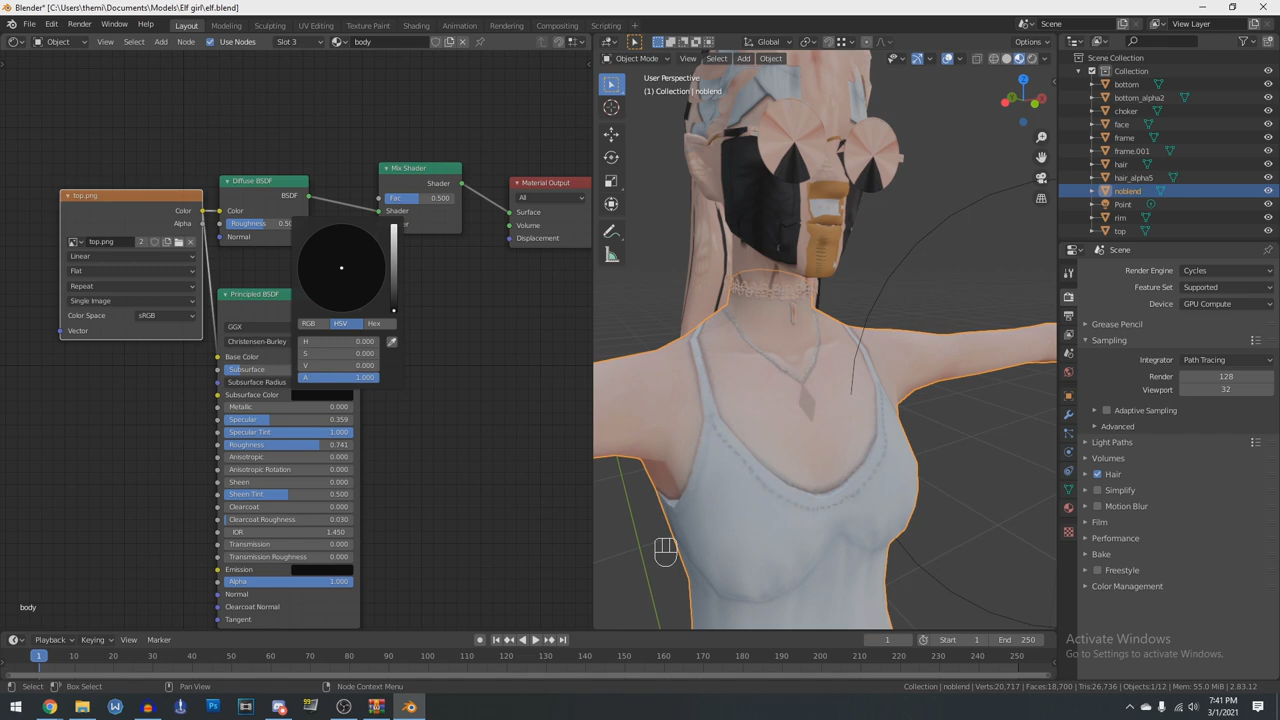 Blender* [C:\Users\themi\Documents\Models\Elf girl\elf.blend]
File Edit Render Window Help Layout Modeling Sculpting UV Editing Texture Paint Shading Animation Rendering Compositing Scripting Scene View Layer
Object View Select Add Node Use Nodes Slot 3 body Global Options
Object Mode View Select Add Object
User Perspective
(1) Collection | noblend
Scene Collection
Collection
bottom
bottom_alpha2
choker
face
frame
frame.001
hair
hair_alpha5
noblend
Point
rim
top
top.png
Color
Alpha
top.png 2
Linear
Flat
Repeat
Single Image
Color Space sRGB
Vector
Diffuse BSDF
BSDF
Color
Roughness
Normal
Mix Shader
Shader
Fac 0.500
Shader
Material Output
All
Surface
Volume
Displacement
Principled BSDF
GGX
Christensen-Burley
Base Color
Subsurface
Subsurface Radius
Subsurface Color
Metallic 0.000
Specular 0.359
Specular Tint 1.000
Roughness 0.741
Anisotropic 0.000
Anisotropic Rotation 0.000
Sheen 0.000
Sheen Tint 0.500
Clearcoat 0.000
Clearcoat Roughness 0.030
IOR 1.450
Transmission 0.000
Transmission Roughness 0.000
Emission
Alpha 1.000
Normal
Clearcoat Normal
Tangent
RGB HSV Hex
H 0.000
S 0.000
V 0.000
A 1.000
body
Scene
Render Engine Cycles
Feature Set Supported
Device GPU Compute
Grease Pencil
Sampling
Integrator Path Tracing
Render 128
Viewport 32
Adaptive Sampling
Advanced
Light Paths
Volumes
Hair
Simplify
Motion Blur
Film
Performance
Bake
Freestyle
Color Management
Activate Windows
Go to Settings to activate Windows.
Playback Keying View Marker 1 Start 1 End 250
1 10 20 30 40 50 60 70 80 90 100 110 120 130 140 150 160 170 180 190 200 210 220 230 240 250
Select Box Select Pan View Node Context Menu Collection | noblend | Verts:20,717 | Faces:18,700 | Tris:26,736 | Objects:1/12 | Mem: 55.0 MiB | 2.83.12
7:41 PM
3/1/2021